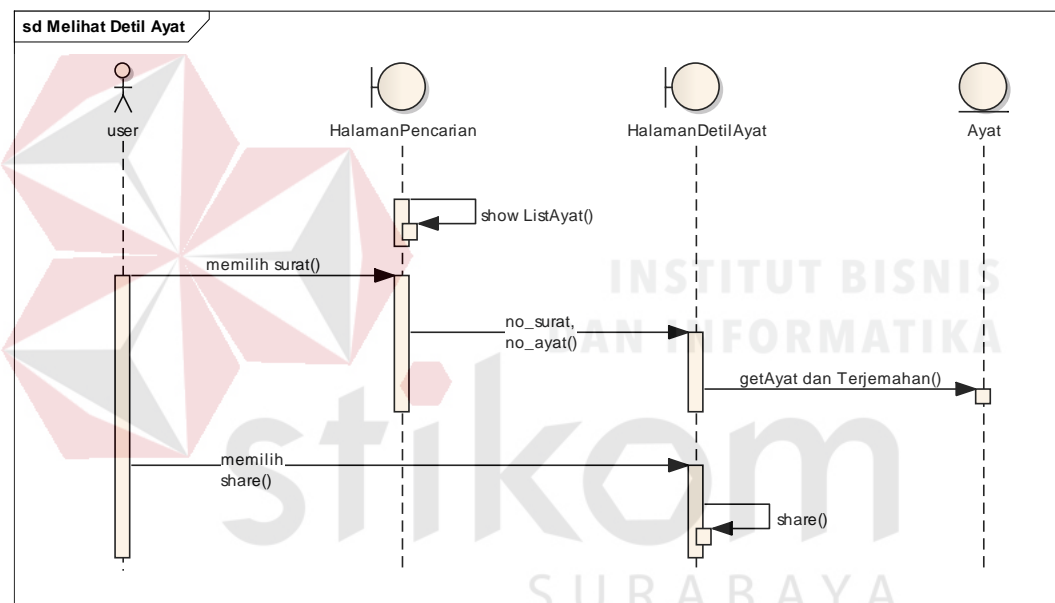 sd Melihat Detil Ayat
user
HalamanPencarian
HalamanDetilAyat
Ayat
show ListAyat()
memilih surat()
INSTITUT BISNIS
DAN INFORMATIKA
no_surat,
no_ayat()
getAyat dan Terjemahan()
stikom
memilih
share()
share()
SURABAYA